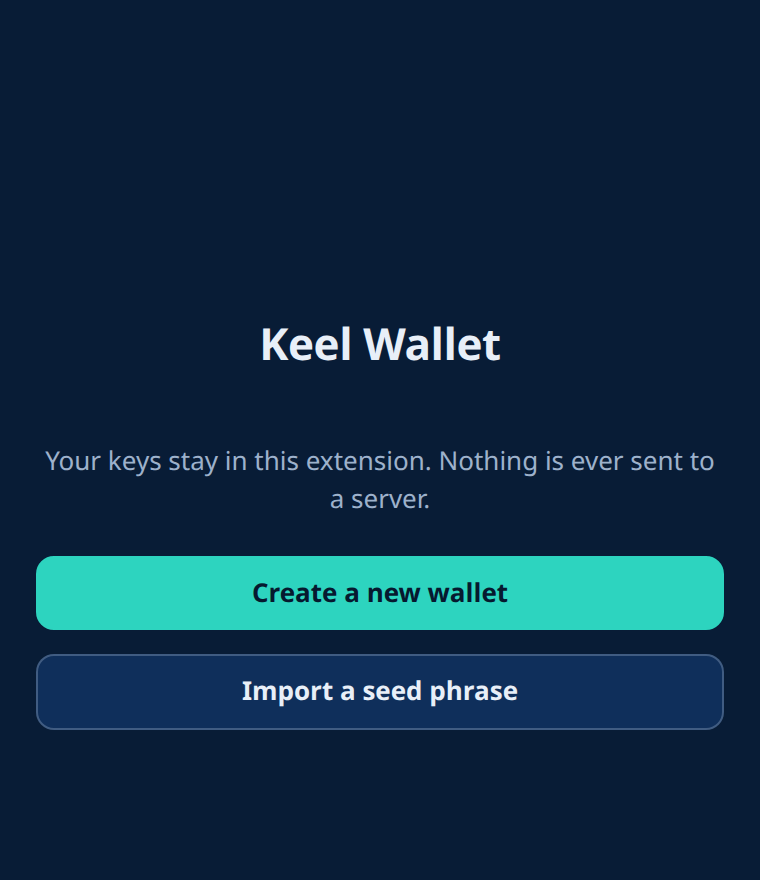 Keel Wallet
Your keys stay in this extension. Nothing is ever sent to
a server.
Create a new wallet
Import a seed phrase